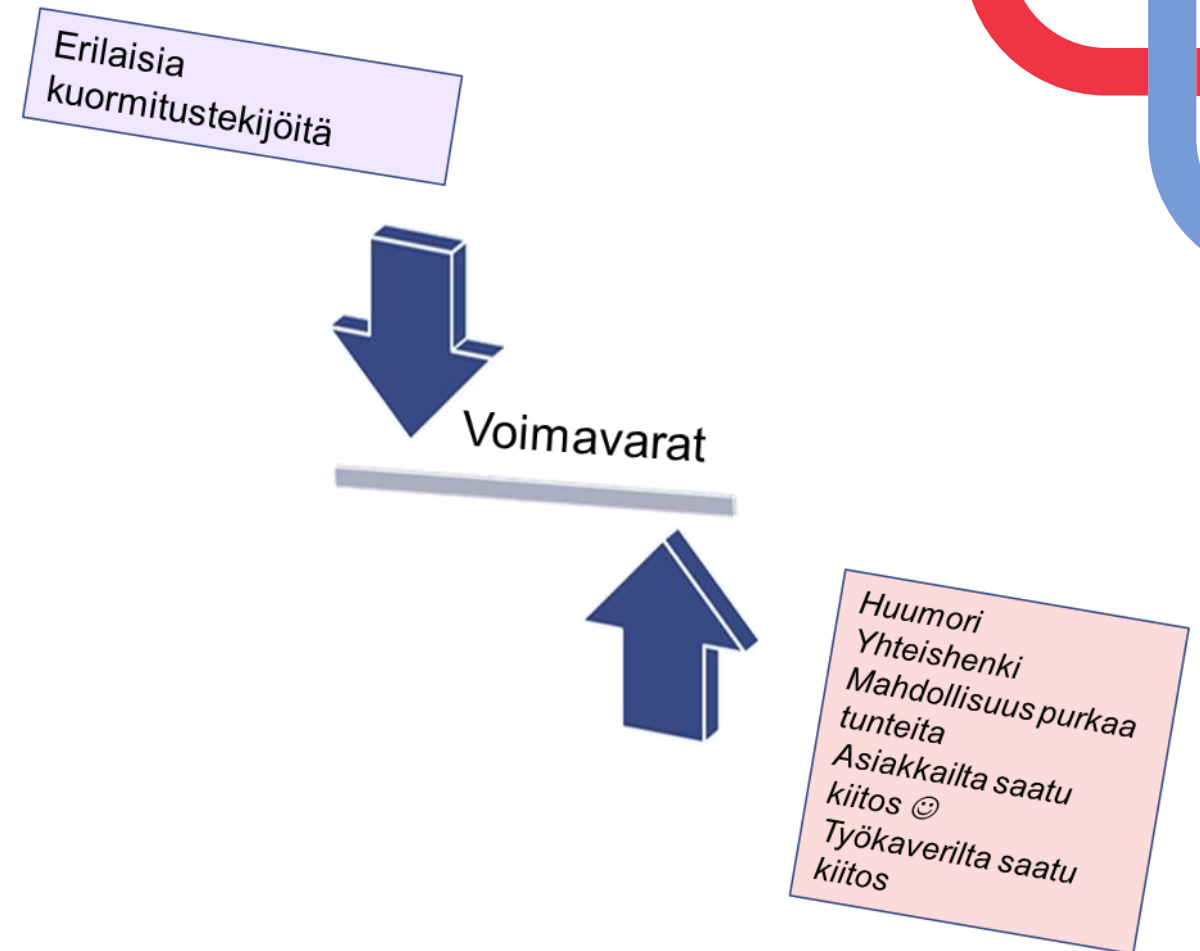 Erilaisia
kuormitustekijöitä
Voimavarat
Huumori
Yhteishenki
Mahdollisuus purkaa
tunteita
Asiakkailta saatu
kiitos ☺
Työkaverilta saatu
kiitos